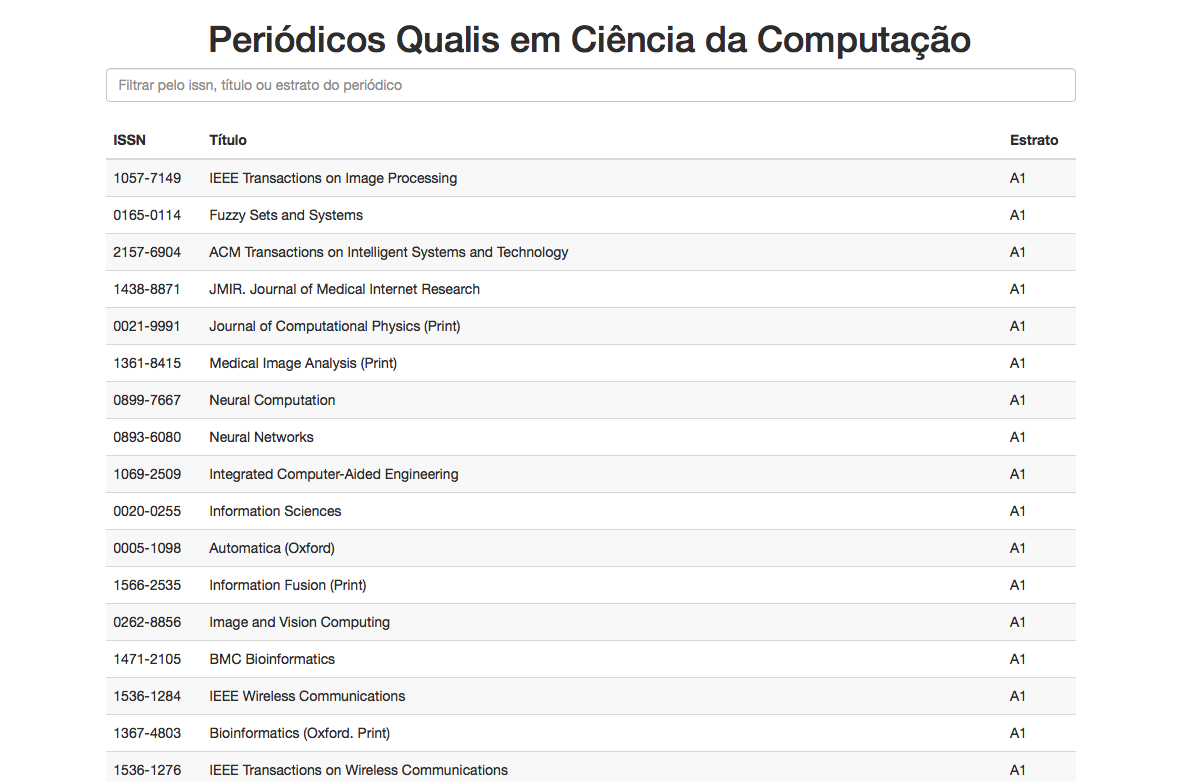 Periódicos Qualis em Ciência da Computação
Filtrar pelo issn, título ou estrato do periódico
ISSN Título Estrato
1057-7149 IEEE Transactions on Image Processing A1
0165-0114 Fuzzy Sets and Systems A1
2157-6904 ACM Transactions on Intelligent Systems and Technology A1
1438-8871 JMIR. Journal of Medical Internet Research A1
0021-9991 Journal of Computational Physics (Print) A1
1361-8415 Medical Image Analysis (Print) A1
0899-7667 Neural Computation A1
0893-6080 Neural Networks A1
1069-2509 Integrated Computer-Aided Engineering A1
0020-0255 Information Sciences A1
0005-1098 Automatica (Oxford) A1
1566-2535 Information Fusion (Print) A1
0262-8856 Image and Vision Computing A1
1471-2105 BMC Bioinformatics A1
1536-1284 IEEE Wireless Communications A1
1367-4803 Bioinformatics (Oxford. Print) A1
1536-1276 IEEE Transactions on Wireless Communications A1